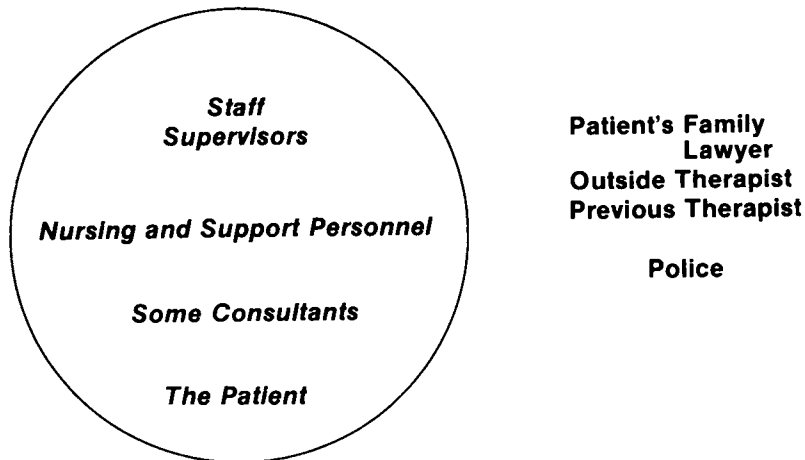 Staff
Supervisors
Nursing and Support Personnel
Some Consultants
The Patient
Patient's Family
Lawyer
Outside Therapist
Previous Therapist
Police